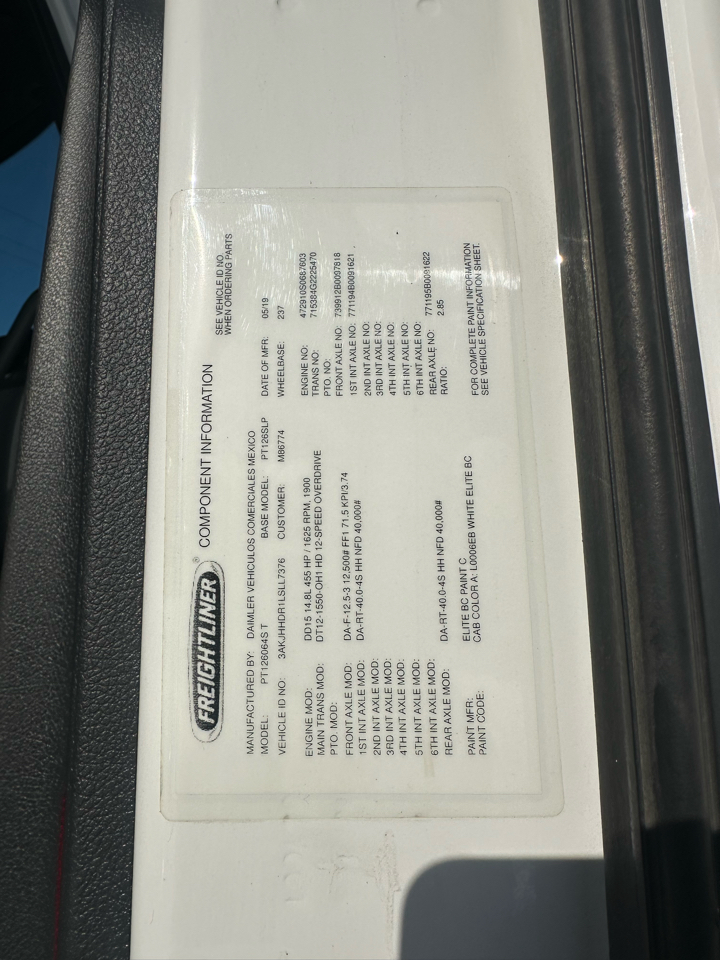 FREIGHTLINER® COMPONENT INFORMATION
SEE VEHICLE ID NO.
WHEN ORDERING PARTS
MANUFACTURED BY: DAIMLER VEHICULOS COMERCIALES MEXICO
MODEL: PT126064S T BASE MODEL: PT126SLP DATE OF MFR: 05/19
VEHICLE ID NO: 3AKJHHDR1LSLL7376 CUSTOMER: M86774 WHEELBASE: 237
ENGINE MOD: DD15 14.8L 455 HP / 1625 RPM, 1900 ENGINE NO: 472910S0687603
MAIN TRANS MOD: DT12-1550-OH1 HD 12-SPEED OVERDRIVE TRANS NO: 715384G2225470
PTO. MOD: PTO. NO:
FRONT AXLE MOD: DA-F-12.5-3 12,500# FF1 71.5 KPI/3.74 FRONT AXLE NO: 739912B0097818
1ST INT AXLE MOD: DA-RT-40.0-4S HH NFD 40,000# 1ST INT AXLE NO: 771194B0091621
2ND INT AXLE MOD: 2ND INT AXLE NO:
3RD INT AXLE MOD: 3RD INT AXLE NO:
4TH INT AXLE MOD: 4TH INT AXLE NO:
5TH INT AXLE MOD: 5TH INT AXLE NO:
6TH INT AXLE MOD: 6TH INT AXLE NO:
REAR AXLE MOD: DA-RT-40.0-4S HH NFD 40,000# REAR AXLE NO: 771195B0091622
RATIO: 2.85
PAINT MFR: ELITE BC PAINT C
PAINT CODE: CAB COLOR A: L0006EB WHITE ELITE BC
FOR COMPLETE PAINT INFORMATION
SEE VEHICLE SPECIFICATION SHEET.